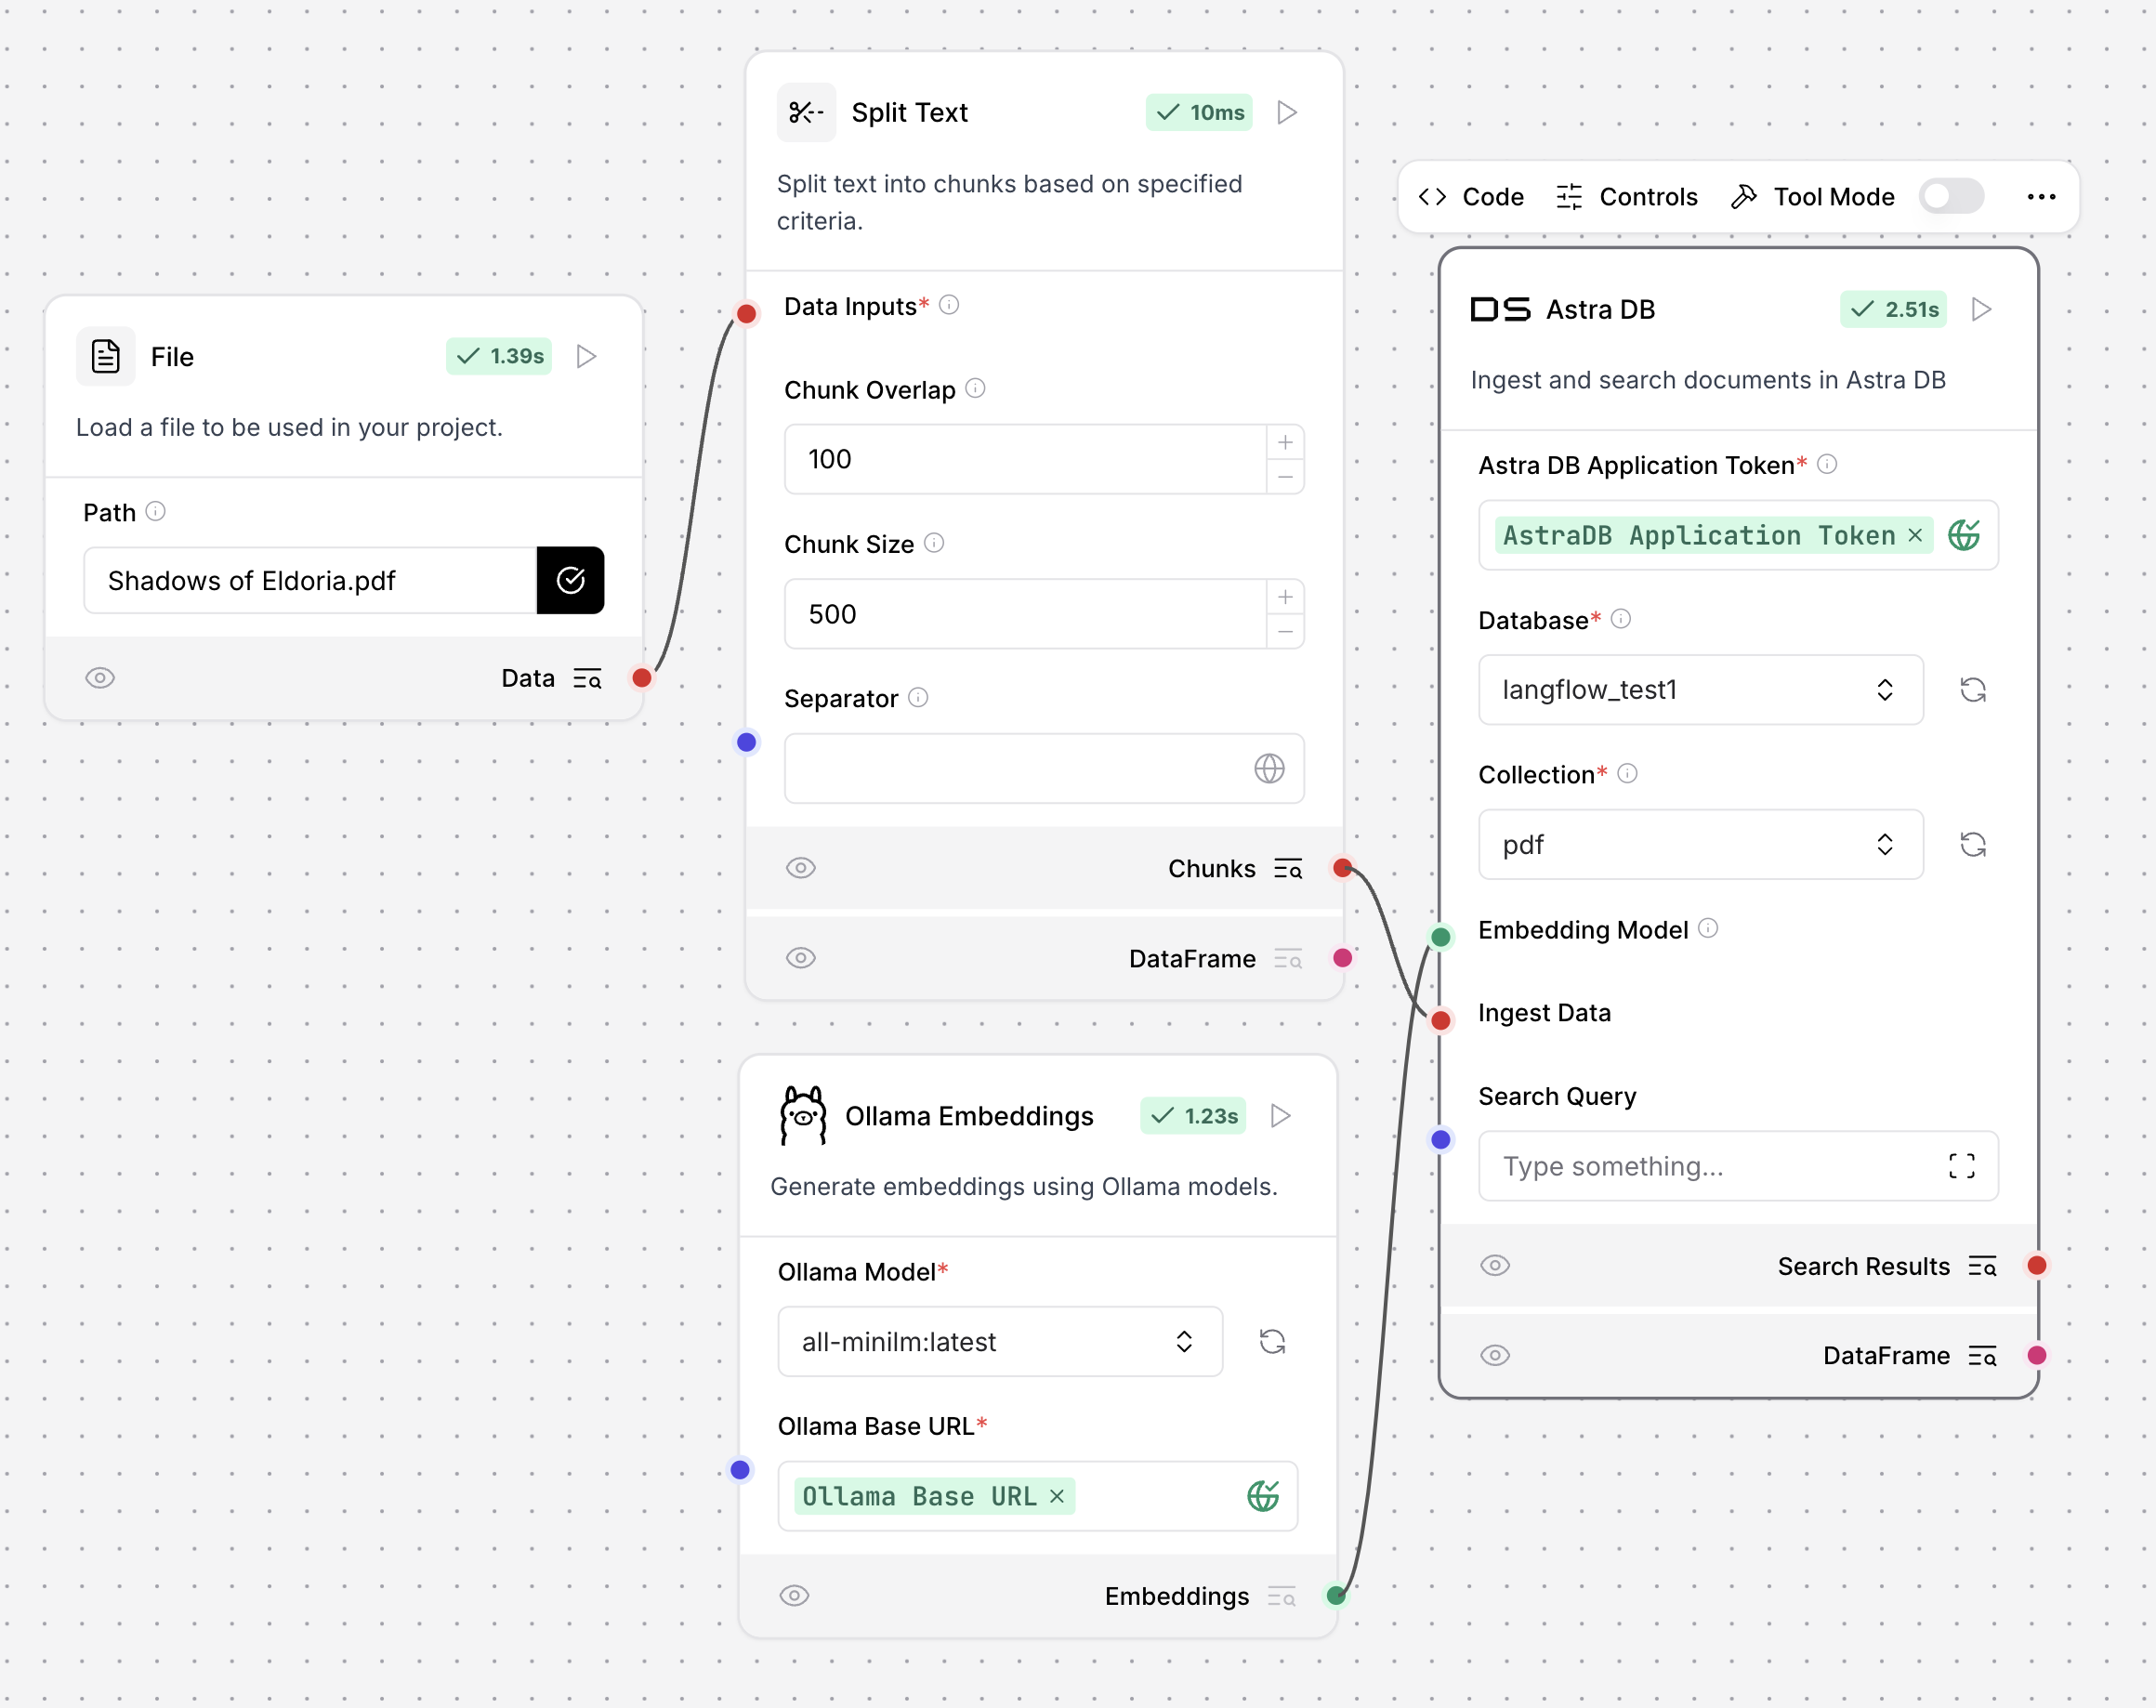 File
1.39s
Load a file to be used in your project.
Path
Shadows of Eldoria.pdf
Data
Split Text
10ms
Split text into chunks based on specified
criteria.
Data Inputs*
Chunk Overlap
100
Chunk Size
500
Separator
Chunks
DataFrame
Ollama Embeddings
1.23s
Generate embeddings using Ollama models.
Ollama Model*
all-minilm:latest
Ollama Base URL*
Ollama Base URL ×
Embeddings
Code Controls Tool Mode
DS Astra DB
2.51s
Ingest and search documents in Astra DB
Astra DB Application Token*
AstraDB Application Token ×
Database*
langflow_test1
Collection*
pdf
Embedding Model
Ingest Data
Search Query
Type something...
Search Results
DataFrame